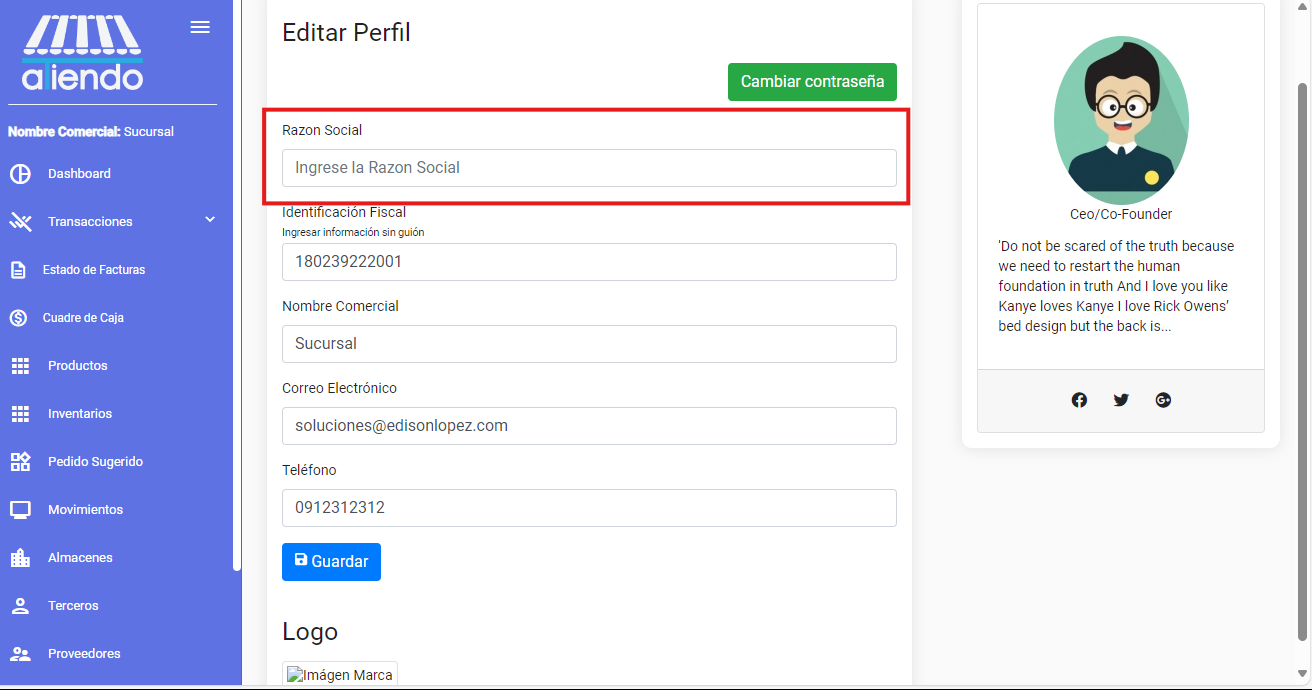 aTiendo
Nombre Comercial: Sucursal
Dashboard
Transacciones
Estado de Facturas
Cuadre de Caja
Productos
Inventarios
Pedido Sugerido
Movimientos
Almacenes
Terceros
Proveedores
Editar Perfil
Cambiar contraseña
Razon Social
Ingrese la Razon Social
Identificación Fiscal
Ingresar información sin guión
180239222001
Nombre Comercial
Sucursal
Correo Electrónico
soluciones@edisonlopez.com
Teléfono
0912312312
Guardar
Logo
Imágen Marca
Ceo/Co-Founder
'Do not be scared of the truth because
we need to restart the human
foundation in truth And I love you like
Kanye loves Kanye I love Rick Owens’
bed design but the back is...